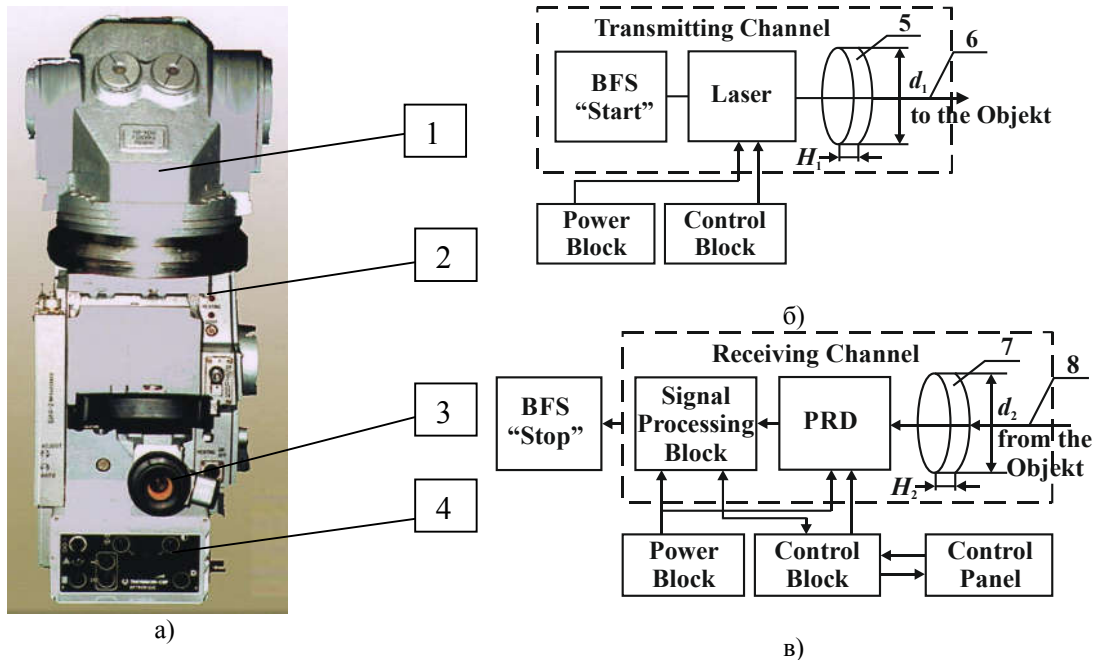 1
2
3
4
а)
Transmitting Channel
5
6
BFS
“Start”
Laser
d₁
to the Objekt
H₁
Power
Block
Control
Block
б)
Receiving Channel
7
8
BFS
“Stop”
Signal
Processing
Block
PRD
d₂
from the
Objekt
H₂
Power
Block
Control
Block
Control
Panel
в)